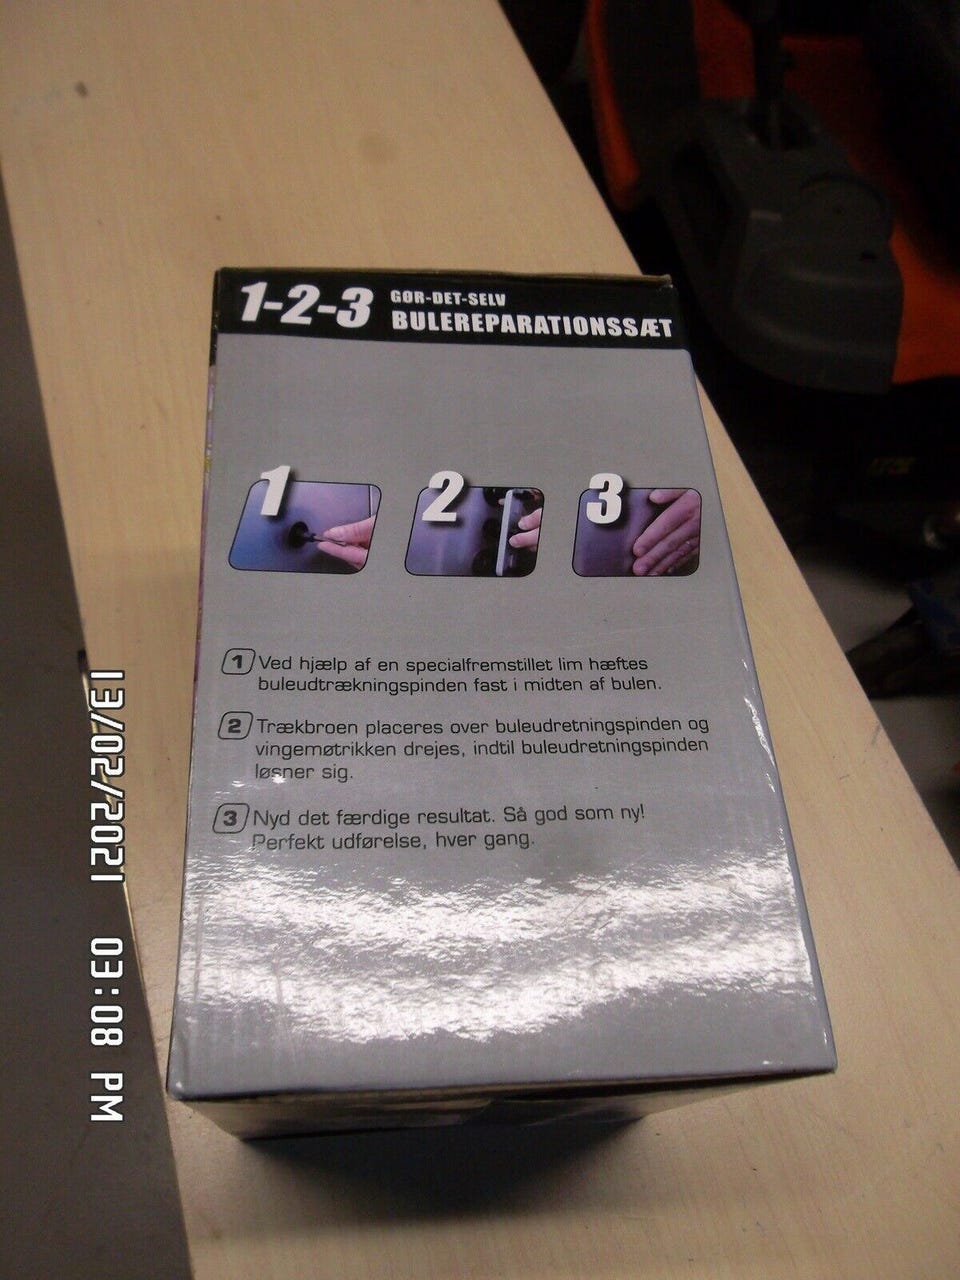 1-2-3 GØR-DET-SELV
BULEREPARATIONSSÆT
1 2 3
1 Ved hjælp af en specialfremstillet lim hæftes
buleudtrækningspinden fast i midten af bulen.
2 Trækbroen placeres over buleudretningspinden og
vingemøtrikken drejes, indtil buleudretningspinden
løsner sig.
3 Nyd det færdige resultat. Så god som ny!
Perfekt udførelse, hver gang.
13/02/2021 03:08 PM